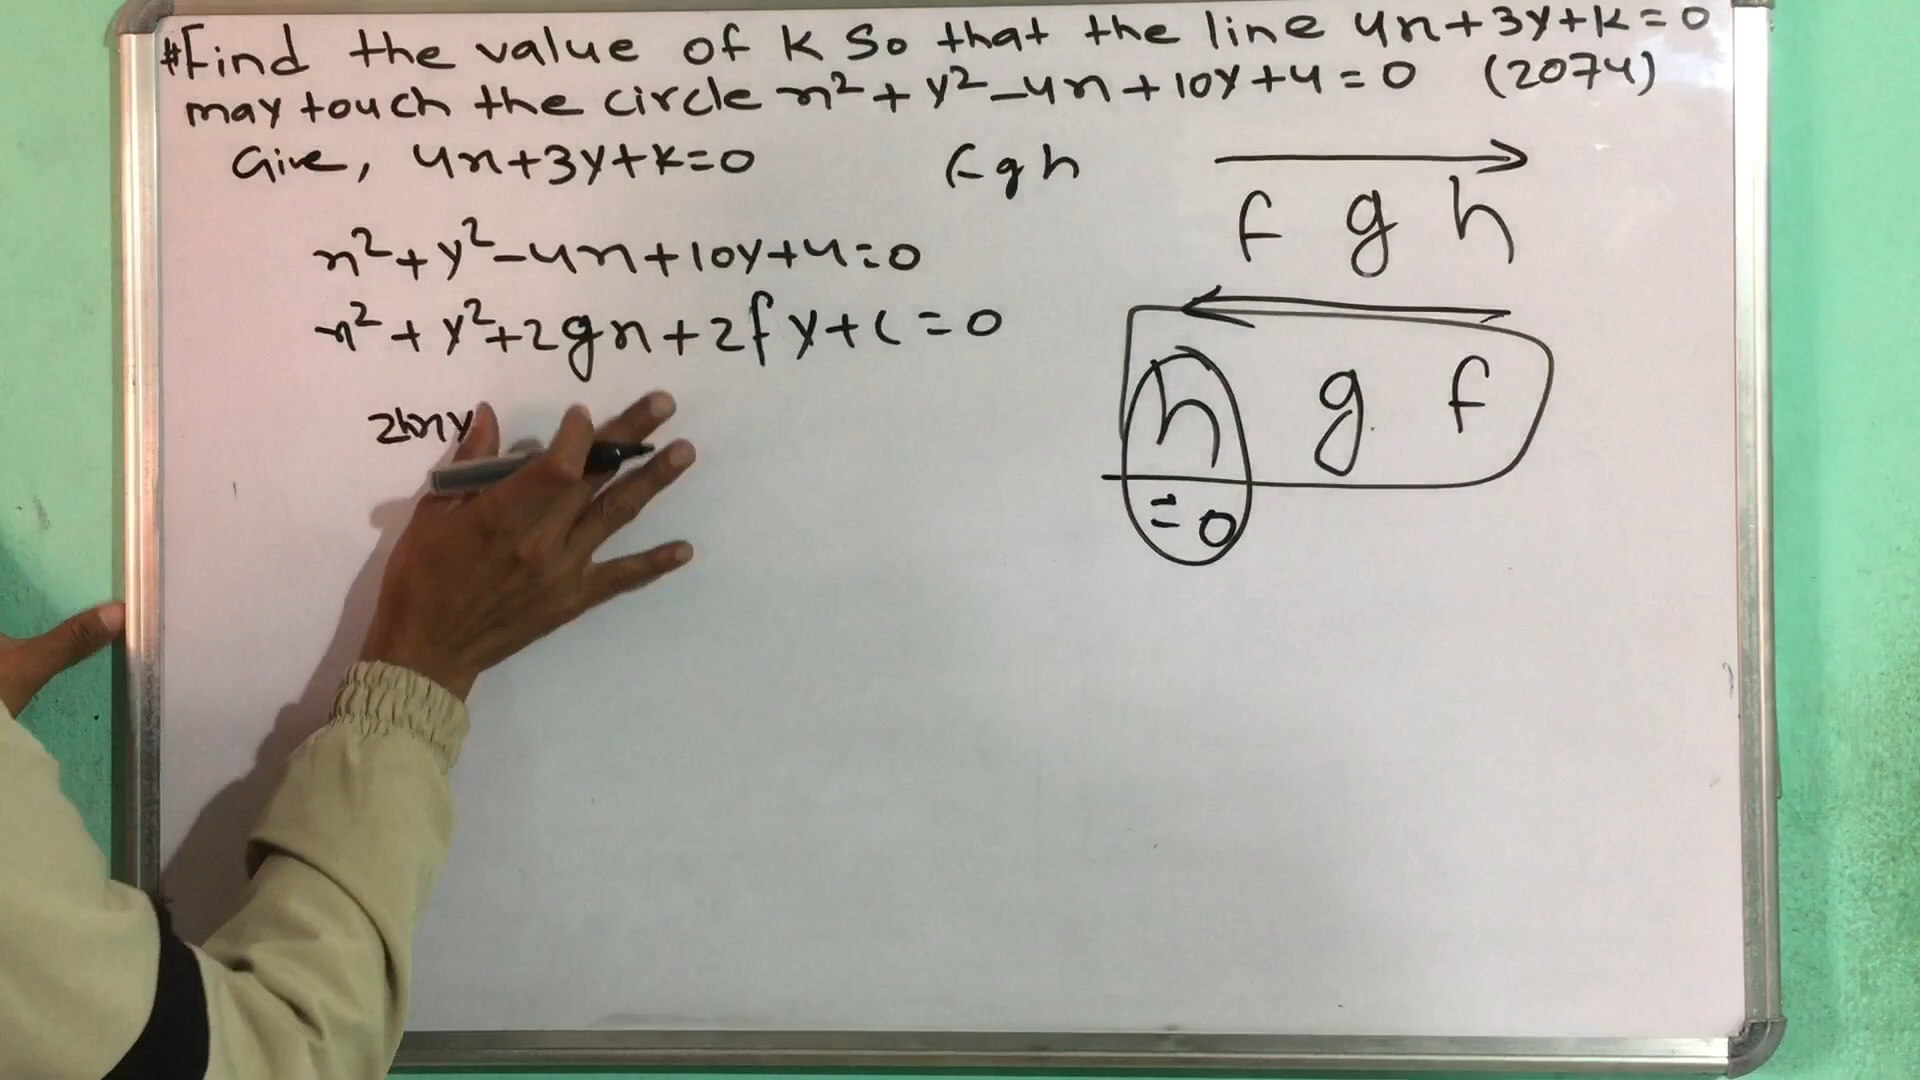 #Find the value of k so that the line 4x+3y+k=0
may touch the circle x²+y²-4x+10y+4=0 (2074)
Give, 4x+3y+k=0
x²+y²-4x+10y+4=0
x²+y²+2gx+2fy+c=0
2hxy
f g h
f g h
h g f
=0